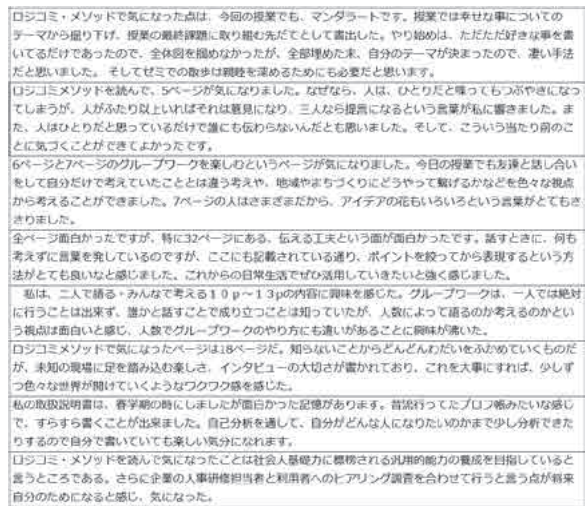 ロジコミ・メソッドで気になった点は、今回の授業でも、マンダラートです。授業では幸せな事についての
テーマから掘り下げ、授業の最終課題に取り組む先だてとして書出した。やり始めは、ただただ好きな事を書
いてるだけであったので、全体図を掴めなかったが、全部埋めた末、自分のテーマが決まったので、凄い手法
だと思いました。 そしてゼミでの散歩は親睦を深めるためにも必要だと思います。
ロジコミメソッドを読んで、5ページが気になりました。なぜなら、人は、ひとりだと喋ってもつぶやきになっ
てしまうが、人がふたり以上いればそれは意見になり、三人なら提言になるという言葉が私に響きました。ま
た、人はひとりだと思っているだけで誰にも伝わらないんだとも思いました。そして、こういう当たり前のこ
とに気づくことができてよかったです。
6ページと7ページのグループワークを楽しむというページが気になりました。今日の授業でも友達と話し合い
をして自分だけで考えていたこととは違う考えや、地域やまちづくりにどうやって繋げるかなどを色々な視点
から考えることができました。7ページの人はさまざまだから、アイデアの花もいろいろという言葉がとてもさ
さりました。
全ページ面白かったですが、特に32ページにある、伝える工夫という面が面白かったです。話すときに、何も
考えずに言葉を発しているのですが、ここにも記載されている通り、ポイントを絞ってから表現するという方
法がとても良いなと感じました。これからの日常生活でぜひ活用していきたいと強く感じました。
私は、二人で語る・みんなで考える10p～13pの内容に興味を感じた。グループワークは、一人では絶対
に行うことは出来ず、誰かと話すことで成り立つことは知っていたが、人数によって語るのか考えるのかとい
う視点は面白いと感じ、人数でグループワークのやり方にも違いがあることに興味が沸いた。
ロジコミメソッドで気になったページは18ページだ。知らないことからどんどんわだいをふかめていくものだ
が、未知の現場に足を踏み込む楽しさ、インタビューの大切さが書かれており、これを大事にすれば、少しず
つ色々な世界が開けていくようなワクワク感を感じた。
私の取扱説明書は、春学期の時にしましたが面白かった記憶があります。昔流行ってたプロフ帳みたいな感じ
で、すらすら書くことが出来ました。自己分析を通して、自分がどんな人になりたいのかまで少し分析できた
りするので自分で書いていても楽しい気分になれます。
ロジコミ・メソッドを読んで気になったことは社会人基礎力に標榜される汎用的能力の養成を目指していると
言うところである。さらに企業の人事研修担当者と利用者へのヒアリング調査を合わせて行うと言う点が将来
自分のためになると感じ、気になった。